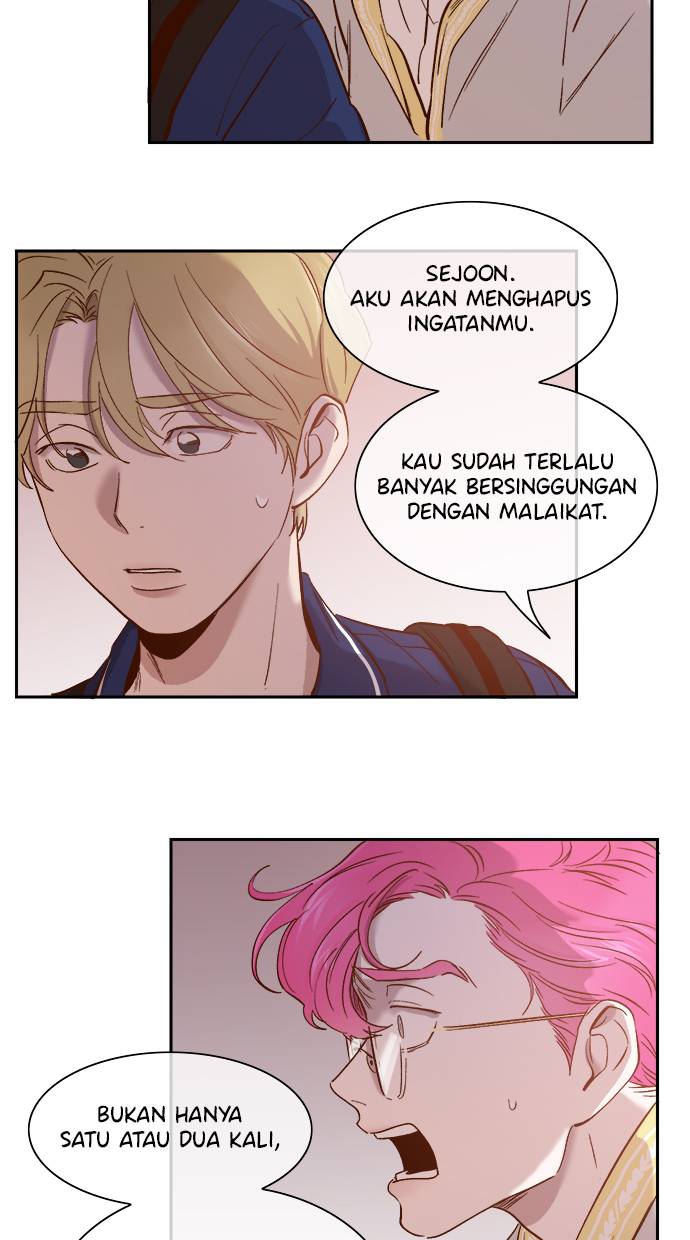 SEJOON.
AKU AKAN MENGHAPUS
INGATANMU.
KAU SUDAH TERLALU
BANYAK BERSINGGUNGAN
DENGAN MALAIKAT.
BUKAN HANYA
SATU ATAU DUA KALI,